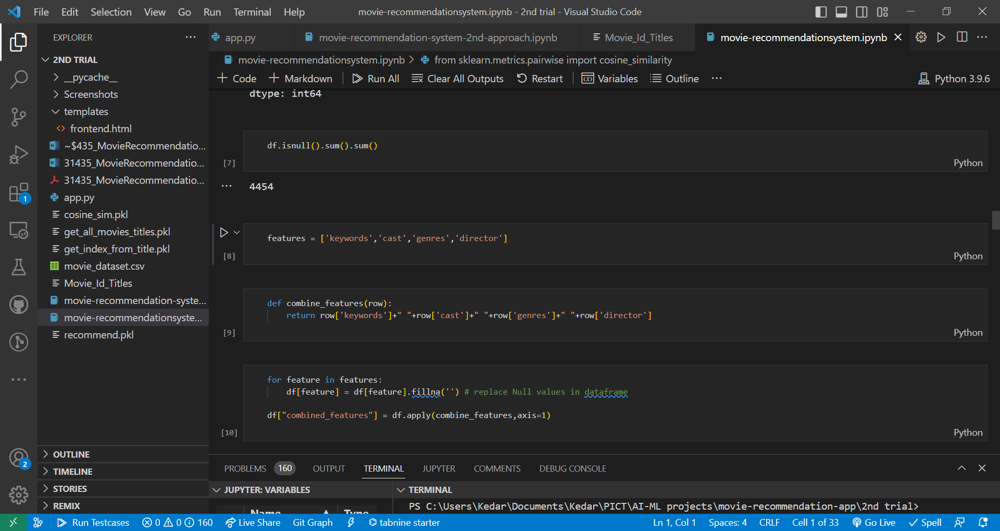 File Edit Selection View Go Run Terminal Help
movie-recommendationsystem.ipynb - 2nd trial - Visual Studio Code
EXPLORER
2ND TRIAL
__pycache__
Screenshots
templates
frontend.html
~$435_MovieRecommendatio...
31435_MovieRecommendatio...
31435_MovieRecommendatio...
app.py
cosine_sim.pkl
get_all_movies_titles.pkl
get_index_from_title.pkl
movie_dataset.csv
Movie_Id_Titles
movie-recommendation-syste...
movie-recommendationsyste...
recommend.pkl
OUTLINE
TIMELINE
STORIES
REMIX
1
2
app.py movie-recommendation-system-2nd-approach.ipynb Movie_Id_Titles movie-recommendationsystem.ipynb
movie-recommendationsystem.ipynb > from sklearn.metrics.pairwise import cosine_similarity
+ Code + Markdown Run All Clear All Outputs Restart Variables Outline ... Python 3.9.6
dtype: int64
df.isnull().sum().sum()
[7] Python
... 4454
features = ['keywords','cast','genres','director']
[8] Python
def combine_features(row):
return row['keywords']+" "+row['cast']+" "+row['genres']+" "+row['director']
[9] Python
for feature in features:
df[feature] = df[feature].fillna('') # replace Null values in dataframe
df["combined_features"] = df.apply(combine_features,axis=1)
[10] Python
PROBLEMS 160 OUTPUT TERMINAL JUPYTER COMMENTS DEBUG CONSOLE
JUPYTER: VARIABLES
Name Type
TERMINAL
PS C:\Users\Kedar\Documents\Kedar\PICT\AI-ML projects\movie-recommendation-app\2nd trial>
Run Testcases 0 0 160 Live Share Git Graph tabnine starter Ln 1, Col 1 Spaces: 4 CRLF Cell 1 of 33 Go Live Spell